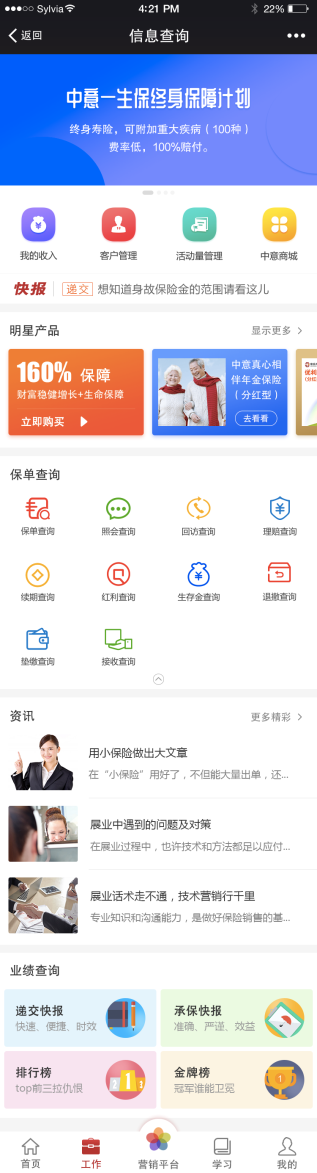 Sylvia
4:21 PM
22%
返回
信息查询
中意一生保终身保障计划
终身寿险，可附加重大疾病（100种）
费率低，100%赔付。
我的收入
客户管理
活动量管理
中意商城
快报
递交
想知道身故保险金的范围请看这儿
明星产品
显示更多
160% 保障
财富稳健增长+生命保障
立即购买
中意真心相
伴年金保险
（分红型）
去看看
保单查询
保单查询
照会查询
回访查询
理赔查询
续期查询
红利查询
生存金查询
退撤查询
垫缴查询
接收查询
资讯
更多精彩
用小保险做出大文章
在“小保险”用好了，不但能大量出单，还...
展业中遇到的问题及对策
在展业过程中，也许技术和方法都足以应付...
展业话术走不通，技术营销行千里
专业知识和沟通能力，是做好保险销售的基...
业绩查询
递交快报
快速、便捷、时效
承保快报
准确、严谨、效益
排行榜
top前三拉仇恨
金牌榜
冠军谁能卫冕
首页
工作
营销平台
学习
我的